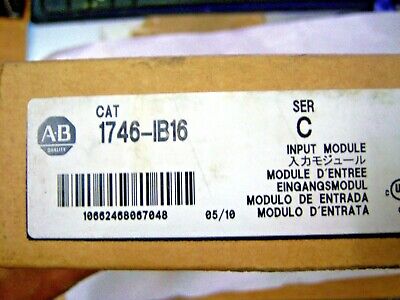 CAT
1746-IB16
SER
C
A-B
QUALITY
INPUT MODULE
入力モジュール
MODULE D'ENTREE
EINGANGSMODUL
MODULO DE ENTRADA
MODULO D'ENTRATA
10662468067048
05/10